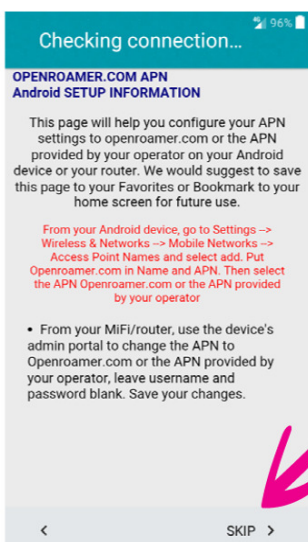 4G 96%
Checking connection...
OPENROAMER.COM APN
Android SETUP INFORMATION
This page will help you configure your APN
settings to openroamer.com or the APN
provided by your operator on your Android
device or your router. We would suggest to save
this page to your Favorites or Bookmark to your
home screen for future use.
From your Android device, go to Settings –>
Wireless & Networks –> Mobile Networks –>
Access Point Names and select add. Put
Openroamer.com in Name and APN. Then select
the APN Openroamer.com or the APN provided
by your operator
• From your MiFi/router, use the device's
admin portal to change the APN to
Openroamer.com or the APN provided by
your operator, leave username and
password blank. Save your changes.
< SKIP >